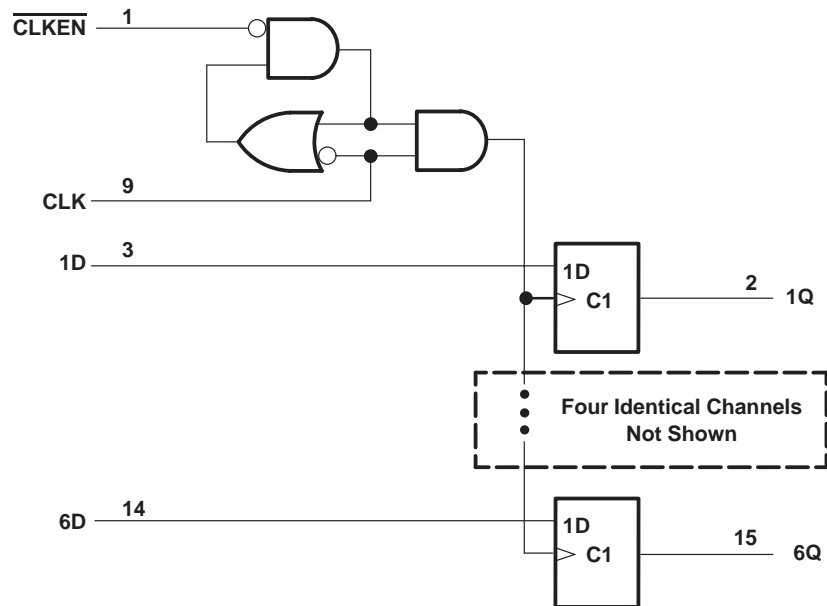 CLKEN 1
CLK 9
1D 3
1D
C1
2 1Q
Four Identical Channels
Not Shown
6D 14
1D
C1
15 6Q